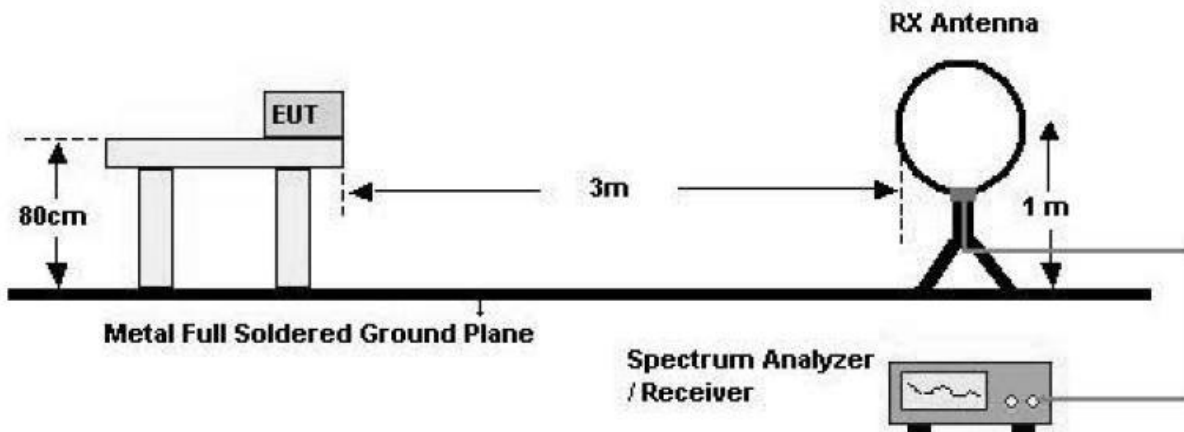 RX Antenna
EUT
80cm
3m
1 m
Metal Full Soldered Ground Plane
Spectrum Analyzer
/ Receiver